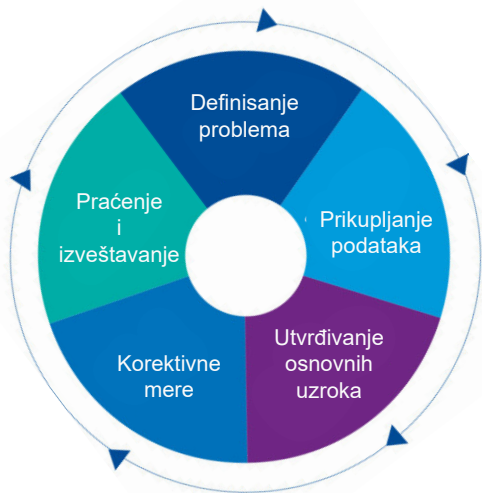 Definisanje
problema
Prikupljanje
podataka
Utvrđivanje
osnovnih
uzroka
Korektivne
mere
Praćenje
i
izveštavanje